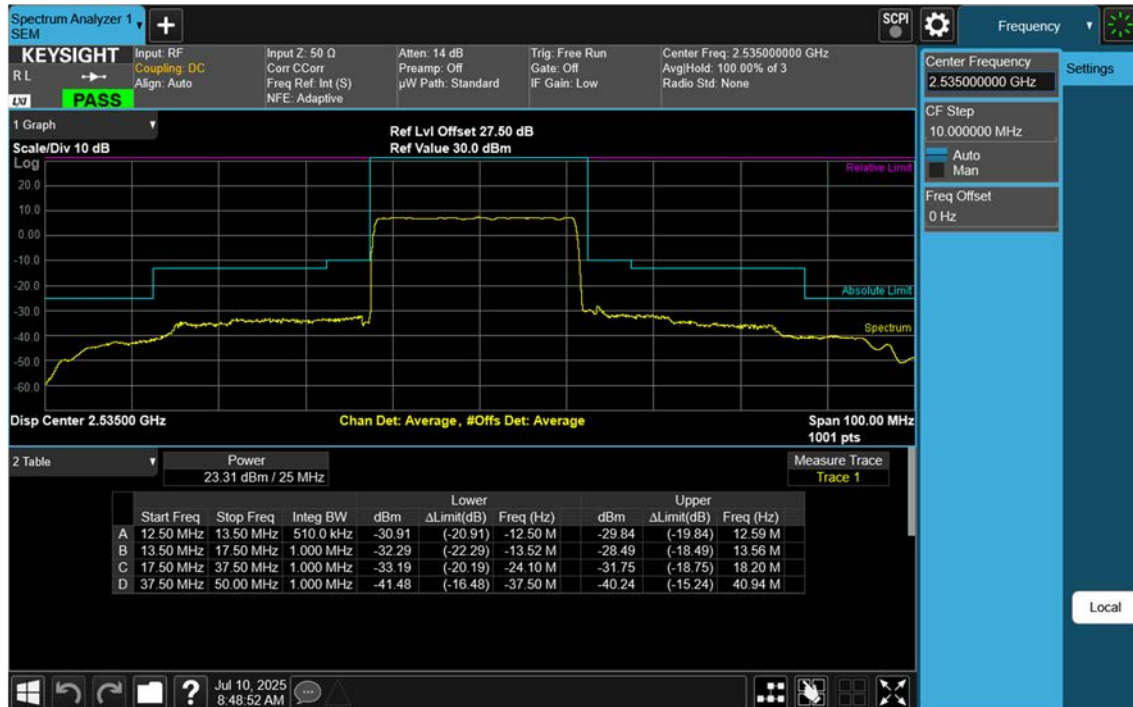 Spectrum Analyzer 1
SEM
SCPI
Frequency
KEYSIGHT
R L
LXI
PASS
Input: RF
Coupling: DC
Align: Auto
Input Z: 50 Ω
Corr CCorr
Freq Ref: Int (S)
NFE: Adaptive
Atten: 14 dB
Preamp: Off
µW Path: Standard
Trig: Free Run
Gate: Off
IF Gain: Low
Center Freq: 2.535000000 GHz
Avg|Hold: 100.00% of 3
Radio Std: None
Center Frequency
2.535000000 GHz
Settings
CF Step
10.000000 MHz
Auto
Man
Freq Offset
0 Hz
1 Graph
Scale/Div 10 dB
Ref Lvl Offset 27.50 dB
Ref Value 30.0 dBm
Log
Relative Limit
20.0
10.0
0.00
-10.0
-20.0
Absolute Limit
-30.0
Spectrum
-40.0
-50.0
-60.0
Disp Center 2.53500 GHz
Chan Det: Average, #Offs Det: Average
Span 100.00 MHz
1001 pts
2 Table
Power
23.31 dBm / 25 MHz
Measure Trace
Trace 1
Lower Upper
Start Freq Stop Freq Integ BW dBm ΔLimit(dB) Freq (Hz) dBm ΔLimit(dB) Freq (Hz)
A 12.50 MHz 13.50 MHz 510.0 kHz -30.91 (-20.91) -12.50 M -29.84 (-19.84) 12.59 M
B 13.50 MHz 17.50 MHz 1.000 MHz -32.29 (-22.29) -13.52 M -28.49 (-18.49) 13.56 M
C 17.50 MHz 37.50 MHz 1.000 MHz -33.19 (-20.19) -24.10 M -31.75 (-18.75) 18.20 M
D 37.50 MHz 50.00 MHz 1.000 MHz -41.48 (-16.48) -37.50 M -40.24 (-15.24) 40.94 M
Local
?
Jul 10, 2025
8:48:52 AM